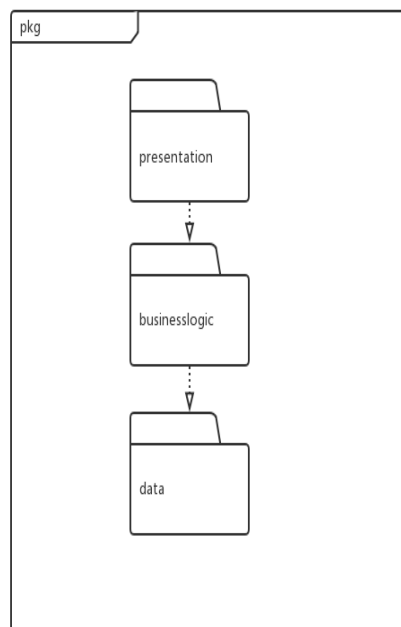 pkg
presentation
businesslogic
data